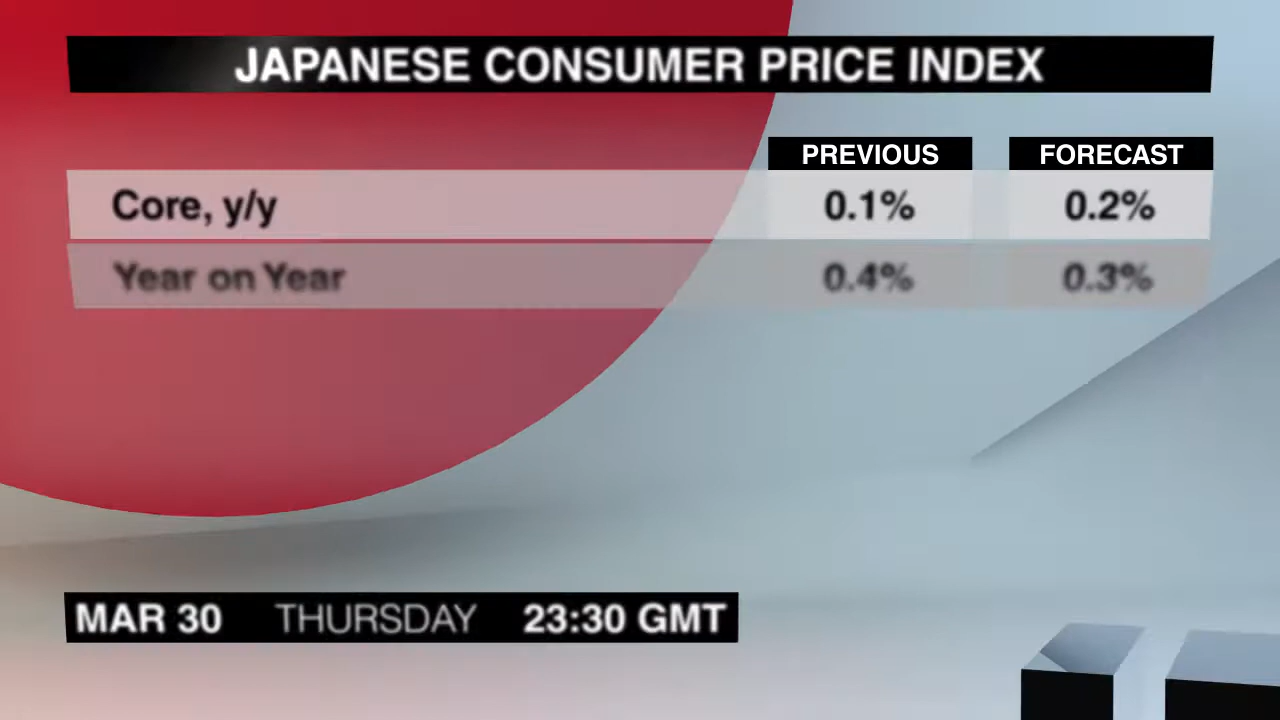 JAPANESE CONSUMER PRICE INDEX
PREVIOUS FORECAST
Core, y/y 0.1% 0.2%
Year on Year 0.4% 0.3%
MAR 30 THURSDAY 23:30 GMT